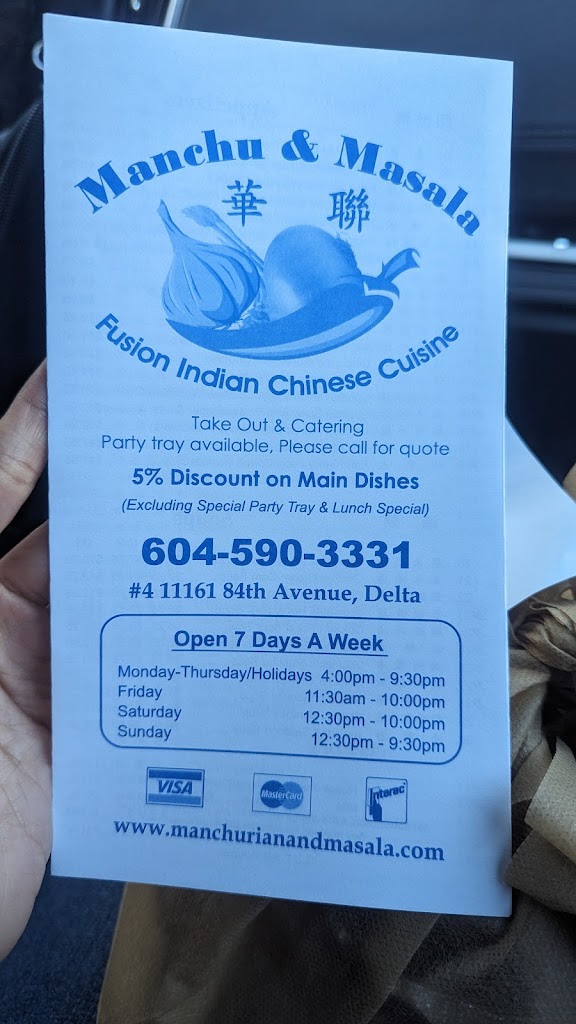 Manchu & Masala
華 聯
Fusion Indian Chinese Cuisine
Take Out & Catering
Party tray available, Please call for quote
5% Discount on Main Dishes
(Excluding Special Party Tray & Lunch Special)
604-590-3331
#4 11161 84th Avenue, Delta
Open 7 Days A Week
Monday-Thursday/Holidays 4:00pm - 9:30pm
Friday 11:30am - 10:00pm
Saturday 12:30pm - 10:00pm
Sunday 12:30pm - 9:30pm
VISA MasterCard Interac
www.manchurianandmasala.com